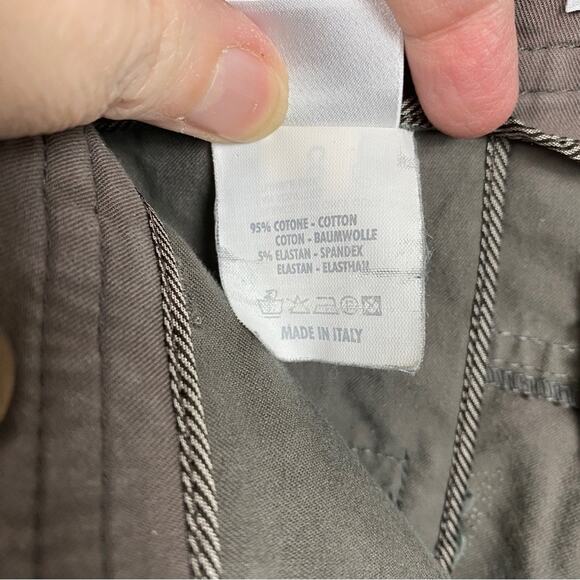 95% COTONE - COTTON
COTON - BAUMWOLLE
5% ELASTAN - SPANDEX
ELASTAN - ELASTHAN
MADE IN ITALY